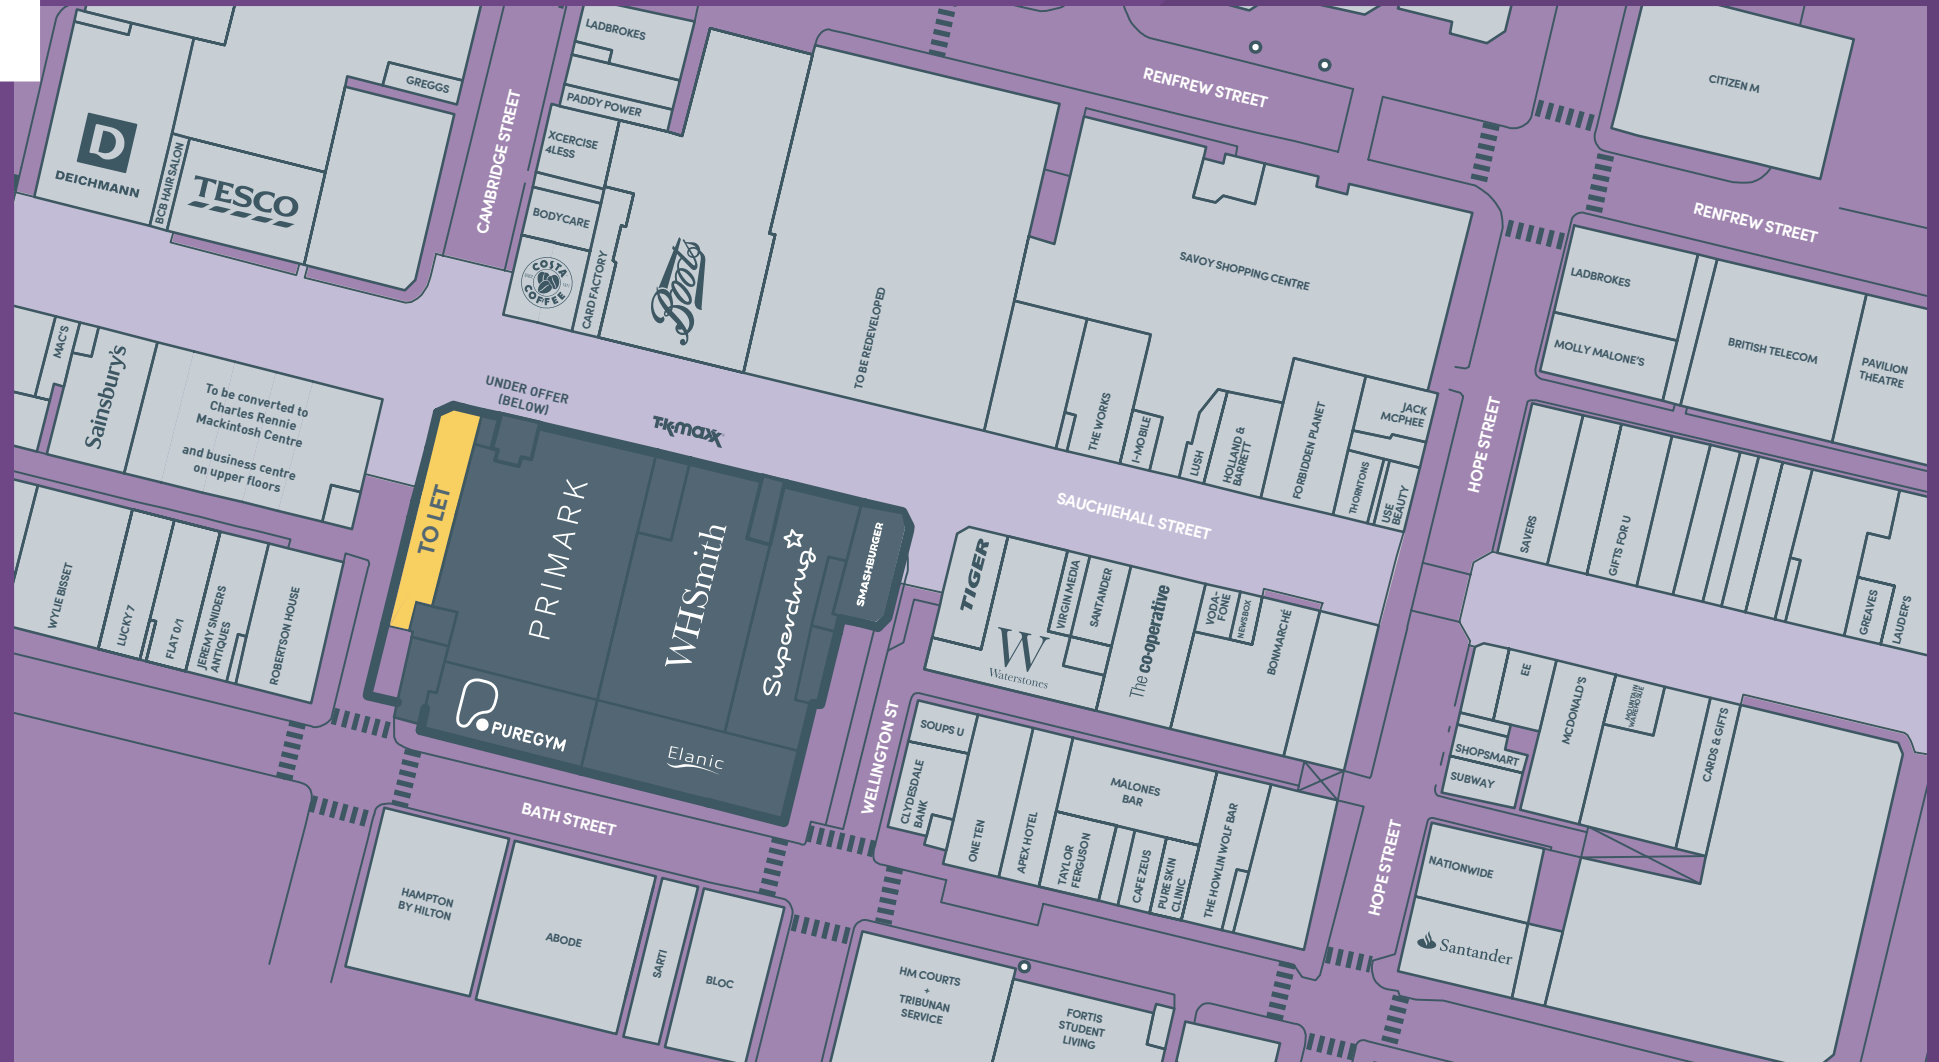 LADBROKES
GREGGS
PADDY POWER
XCERCISE
4LESS
BODYCARE
COSTA
COFFEE
CARD FACTORY
Boots
CAMBRIDGE STREET
D
DEICHMANN
BCB HAIR SALON
TESCO
RENFREW STREET
CITIZEN M
RENFREW STREET
SAVOY SHOPPING CENTRE
TO BE REDEVELOPED
LADBROKES
MOLLY MALONE'S
BRITISH TELECOM
PAVILION
THEATRE
MAC'S
Sainsbury's
To be converted to
Charles Rennie
Mackintosh Centre
and business centre
on upper floors
UNDER OFFER
(BELOW)
TK-maxx
THE WORKS
I-MOBILE
LUSH
HOLLAND &
BARRETT
FORBIDDEN PLANET
JACK
MCPHEE
THORNTONS
USE
BEAUTY
HOPE STREET
SAUCHIEHALL STREET
SAVERS
GIFTS FOR U
GREAVES
LAUDER'S
TO LET
PRIMARK
WHSmith
Superdrug
SMASHBURGER
PUREGYM
Elanic
WYLIE BISSET
LUCKY 7
FLAT 0/1
JEREMY SNIDERS
ANTIQUES
ROBERTSON HOUSE
TIGER
W
Waterstones
VIRGIN MEDIA
SANTANDER
The co-operative
VODA-
FONE
NEWSBOX
BONMARCHÉ
EE
MCDONALD'S
MOUNTAIN
WAREHOUSE
CARDS & GIFTS
SHOPSMART
SUBWAY
WELLINGTON ST
SOUPS U
CLYDESDALE
BANK
ONE TEN
APEX HOTEL
MALONES
BAR
TAYLOR
FERGUSON
CAFE ZEUS
PURE SKIN
CLINIC
THE HOWLIN WOLF BAR
HOPE STREET
NATIONWIDE
Santander
BATH STREET
HAMPTON
BY HILTON
ABODE
SARTI
BLOC
HM COURTS
+
TRIBUNAN
SERVICE
FORTIS
STUDENT
LIVING